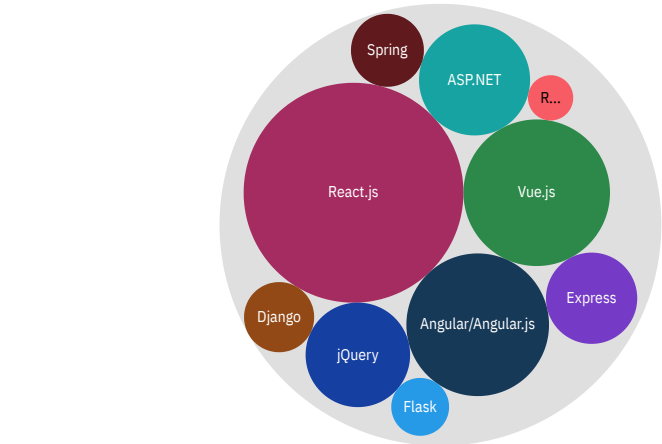 Spring
ASP.NET
R...
React.js
Vue.js
Express
Django
Angular/Angular.js
jQuery
Flask